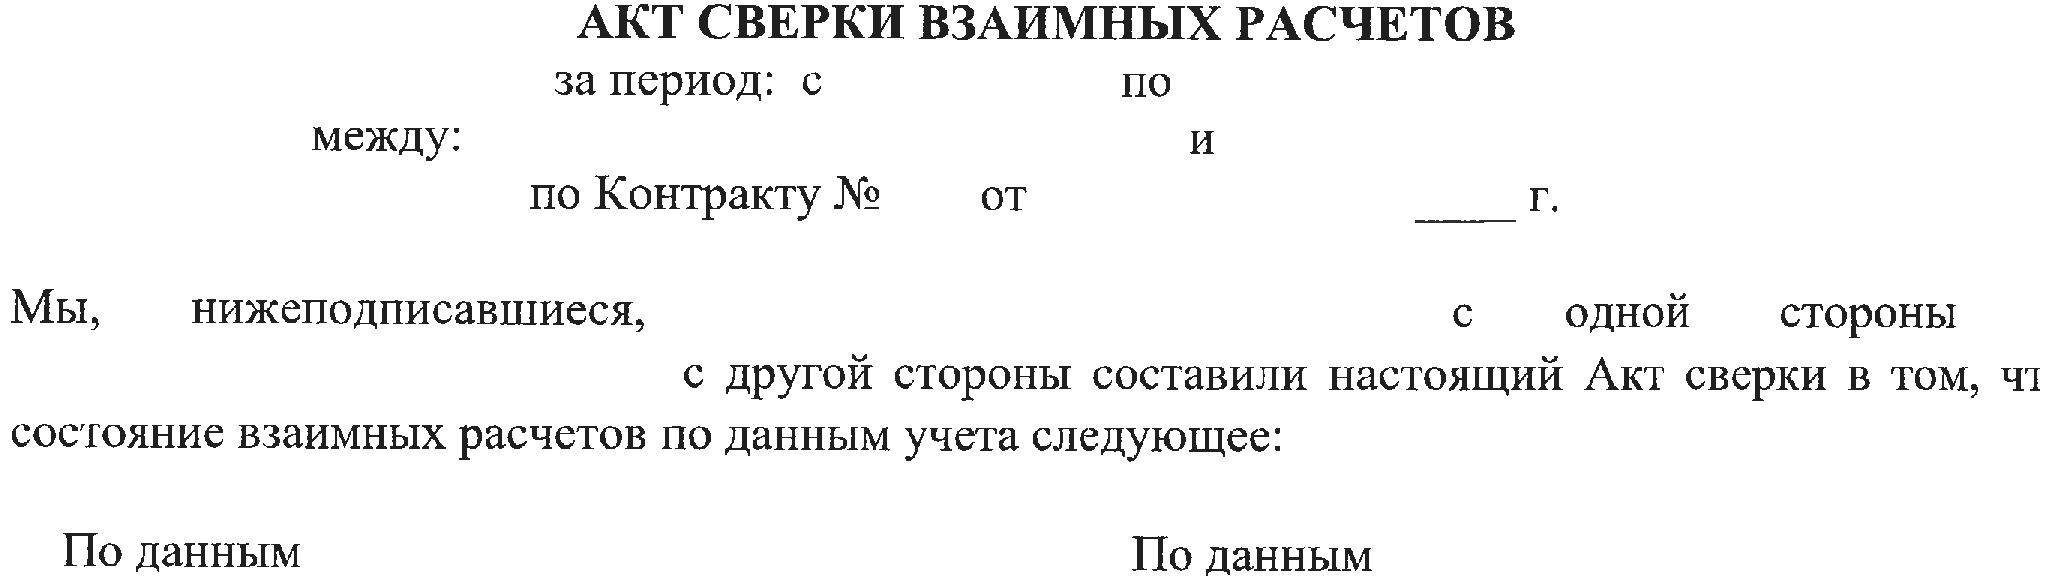 АКТ СВЕРКИ ВЗАИМНЫХ РАСЧЕТОВ
за период: с по
между: и
по Контракту № от ____ г.
Мы, нижеподписавшиеся, с одной стороны
с другой стороны составили настоящий Акт сверки в том,
состояние взаимных расчетов по данным учета следующее:
По данным По данным